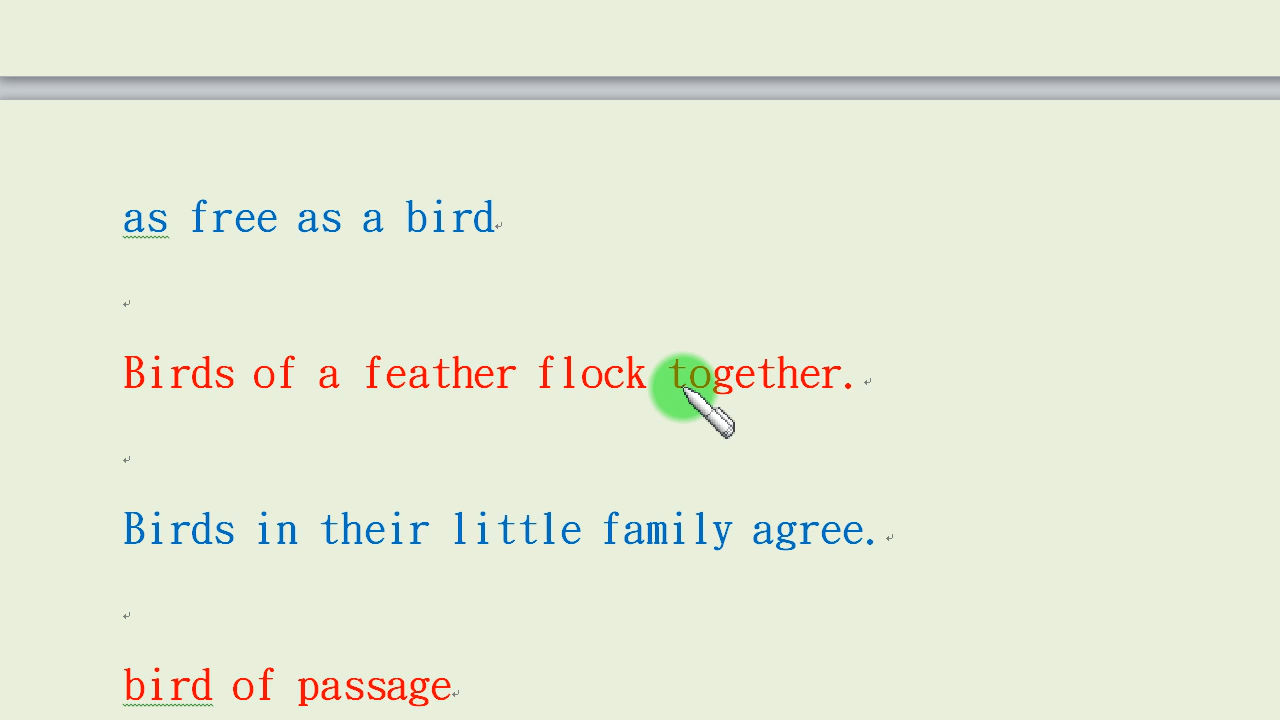 as free as a bird
Birds of a feather flock together.
Birds in their little family agree.
bird of passage